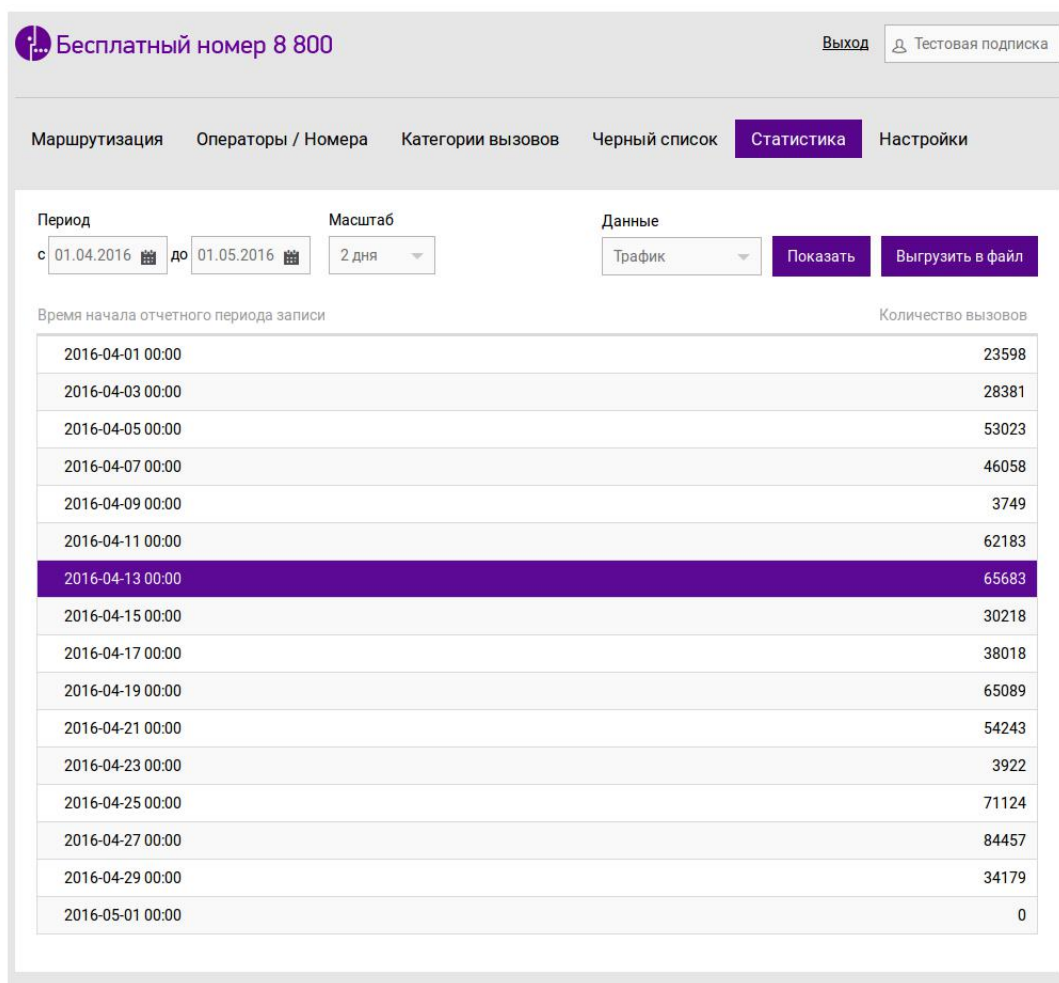 Бесплатный номер 8 800
Выход
Тестовая подписка
Маршрутизация Операторы / Номера Категории вызовов Черный список Статистика Настройки
Период Масштаб Данные
с 01.04.2016 до 01.05.2016 2 дня Трафик Показать Выгрузить в файл
Время начала отчетного периода записи Количество вызовов
2016-04-01 00:00 23598
2016-04-03 00:00 28381
2016-04-05 00:00 53023
2016-04-07 00:00 46058
2016-04-09 00:00 3749
2016-04-11 00:00 62183
2016-04-13 00:00 65683
2016-04-15 00:00 30218
2016-04-17 00:00 38018
2016-04-19 00:00 65089
2016-04-21 00:00 54243
2016-04-23 00:00 3922
2016-04-25 00:00 71124
2016-04-27 00:00 84457
2016-04-29 00:00 34179
2016-05-01 00:00 0